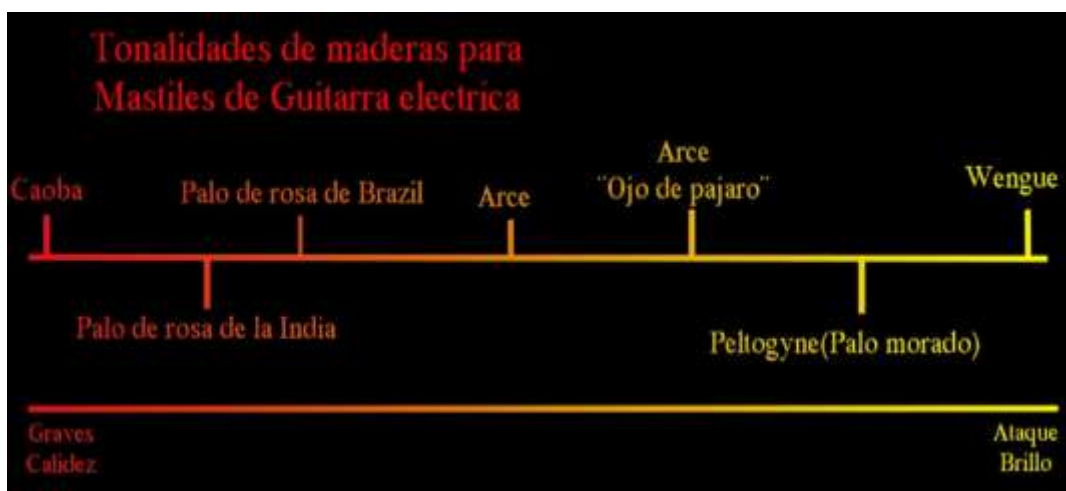 Tonalidades de maderas para
Mastiles de Guitarra electrica
Caoba
Palo de rosa de Brazil
Arce
Arce
¨Ojo de pajaro¨
Wengue
Palo de rosa de la India
Peltogyne(Palo morado)
Graves
Calidez
Ataque
Brillo